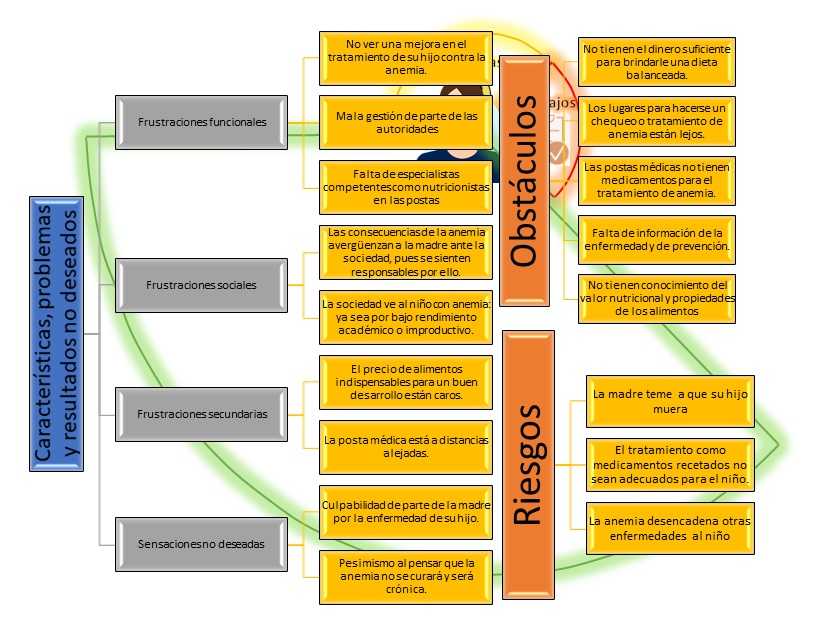 Características, problemas
y resultados no deseados
Frustraciones funcionales
No ver una mejora en el
tratamiento de su hijo contra la
anemia.
Mala gestión de parte de las
autoridades
Falta de especialistas
competentes como nutricionistas
en las postas
Frustraciones sociales
Las consecuencias de la anemia
avergüenzan a la madre ante la
sociedad, pues se sienten
responsables por ello.
La sociedad ve al niño con anemia:
ya sea por bajo rendimiento
académico o improductivo.
Frustraciones secundarias
El precio de alimentos
indispensables para un buen
desarrollo están caros.
La posta médica está a distancias
alejadas.
Sensaciones no deseadas
Culpabilidad de parte de la madre
por la enfermedad de su hijo.
Pesimismo al pensar que la
anemia no se curará y será
crónica.
Obstáculos
No tienen el dinero suficiente
para brindarle una dieta
balanceada.
Los lugares para hacerse un
chequeo o tratamiento de
anemia están lejos.
Las postas médicas no tienen
medicamentos para el
tratamiento de anemia.
Falta de información de la
enfermedad y de prevención.
No tienen conocimiento del
valor nutricional y propiedades
de los alimentos
Riesgos
La madre teme a que su hijo
muera
El tratamiento como
medicamentos recetados no
sean adecuados para el niño.
La anemia desencadena otras
enfermedades al niño